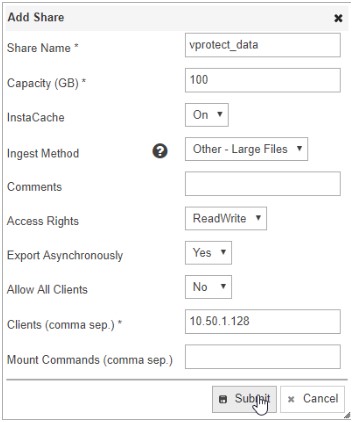 Add Share
Share Name * vprotect_data
Capacity (GB) * 100
InstaCache On
Ingest Method Other - Large Files
Comments
Access Rights ReadWrite
Export Asynchronously Yes
Allow All Clients No
Clients (comma sep.) * 10.50.1.128
Mount Commands (comma sep.)
Submit Cancel